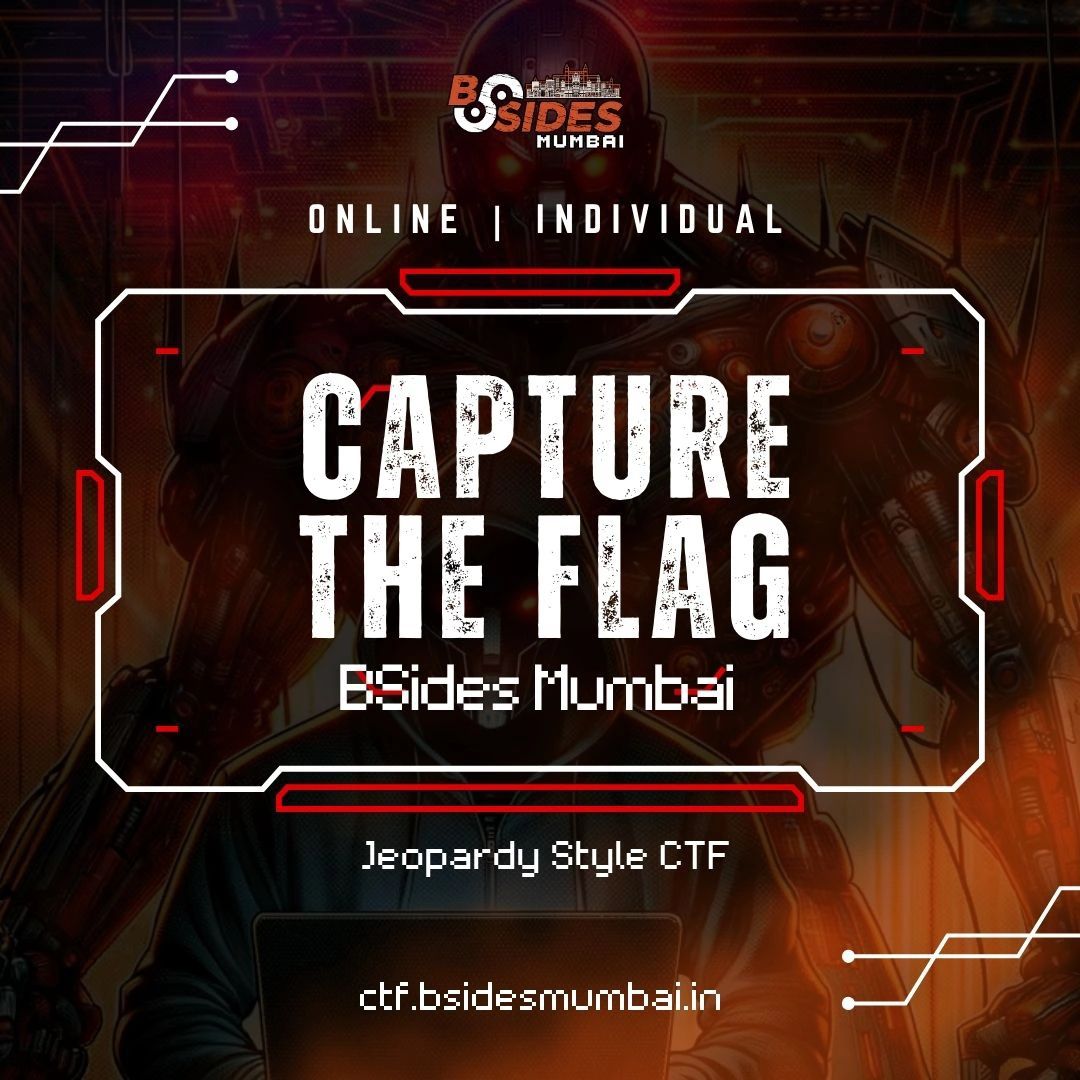 BSIDES
MUMBAI
ONLINE | INDIVIDUAL
CAPTURE
THE FLAG
BSides Mumbai
Jeopardy Style CTF
ctf.bsidesmumbai.in